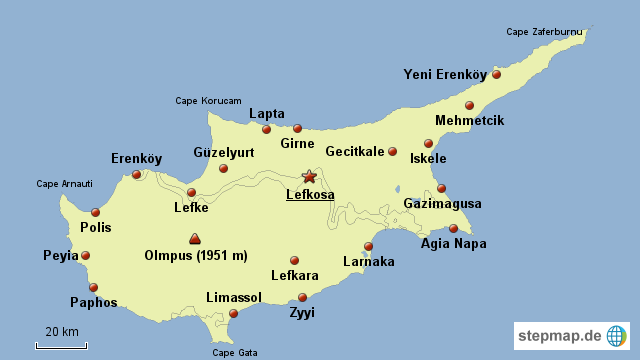 Cape Zaferburnu
Yeni Erenköy
Cape Korucam
Mehmetcik
Lapta
Girne
Gecitkale
Iskele
Güzelyurt
Erenköy
Cape Arnauti
Lefkosa
Gazimagusa
Lefke
Polis
Agia Napa
Peyia
Olmpus (1951 m)
Larnaka
Lefkara
Paphos
Limassol
Zyyi
20 km
Cape Gata
stepmap.de